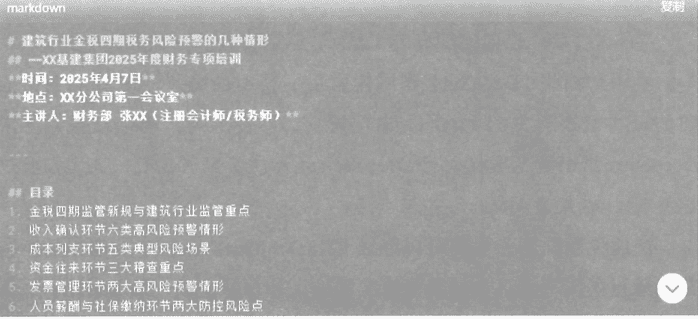 markdown 复制
# 建筑行业金税四期税务风险预警的几种情形
## --XX基建集团2025年度财务专项培训
**时间：2025年4月7日**
**地点：XX分公司第一会议室**
**主讲人：财务部 张XX（注册会计师/税务师）**
---
## 目录
1. 金税四期监管新规与建筑行业监管重点
2. 收入确认环节六类高风险预警情形
3. 成本列支环节五类典型风险场景
4. 资金往来环节三大稽查重点
5. 发票管理环节两大高风险预警情形
6. 人员薪酬与社保缴纳环节两大防控风险点